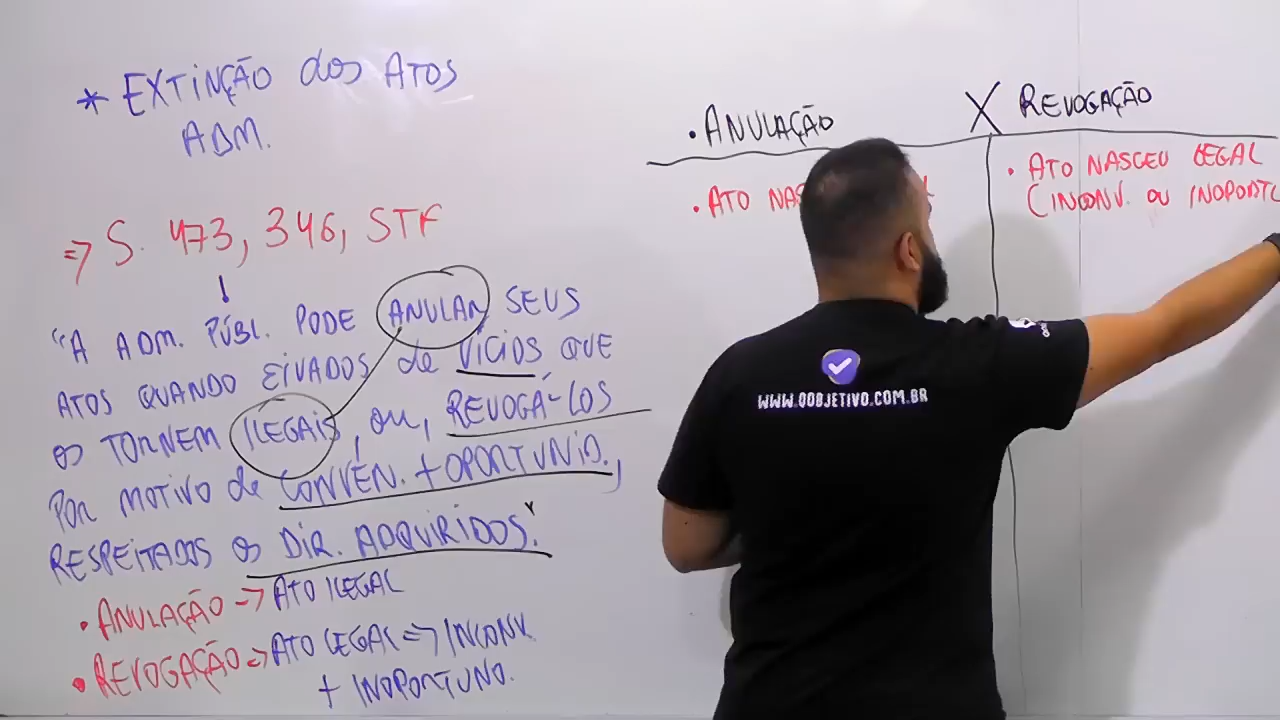 * EXTINÇÃO dos ATOS
ADM.
=> S. 473, 346, STF
"A ADM. PÚBL. PODE ANULAR SEUS
ATOS QUANDO EIVADOS de VÍCIOS QUE
OS TORNEM ILEGAIS, ou, REVOGÁ-LOS
POR MOTIVO de CONVÊN. + OPORTUNID.,
RESPEITADOS OS DIR. ADQUIRIDOS."
• ANULAÇÃO => ATO ILEGAL
• REVOGAÇÃO => ATO LEGAL => INCONV.
+ INOPORTUNO.
• ANULAÇÃO X REVOGAÇÃO
• ATO NAS
• ATO NASCEU LEGAL
(INCONV. OU INOPORTU
WWW.QOBJETIVO.COM.BR